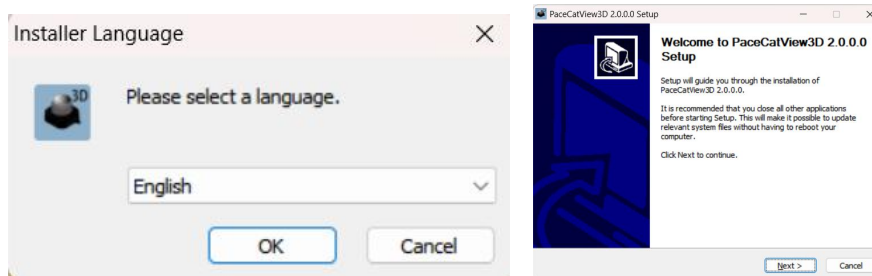 Installer Language
3D
Please select a language.
English
OK
Cancel
PaceCatView3D 2.0.0.0 Setup
Welcome to PaceCatView3D 2.0.0.0
Setup
Setup will guide you through the installation of
PaceCatView3D 2.0.0.0.
It is recommended that you close all other applications
before starting Setup. This will make it possible to update
relevant system files without having to reboot your
computer.
Click Next to continue.
Next >
Cancel